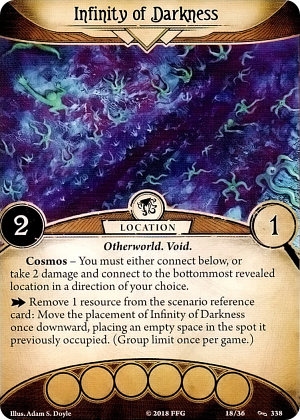 Infinity of Darkness
2
LOCATION
1
Otherworld. Void.
Cosmos – You must either connect below, or
take 2 damage and connect to the bottommost revealed
location in a direction of your choice.
Remove 1 resource from the scenario reference
card: Move the placement of Infinity of Darkness
once downward, placing an empty space in the spot it
previously occupied. (Group limit once per game.)
Illus. Adam S. Doyle
© 2018 FFG
18/36
338